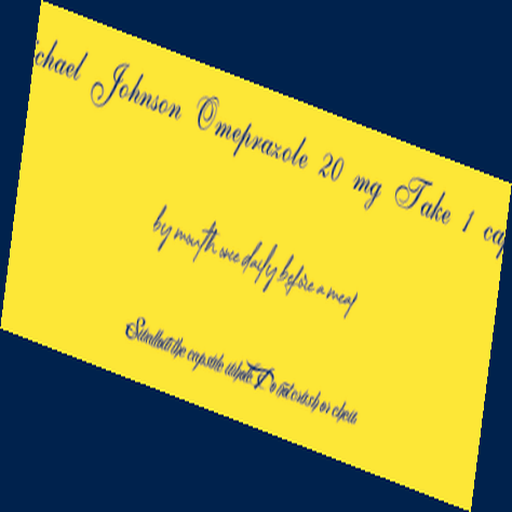 chael Johnson Omeprazole 20 mg Take 1 ca
by mouth once daily before a meal
Swallow the capsule whole. Do not crush or chew